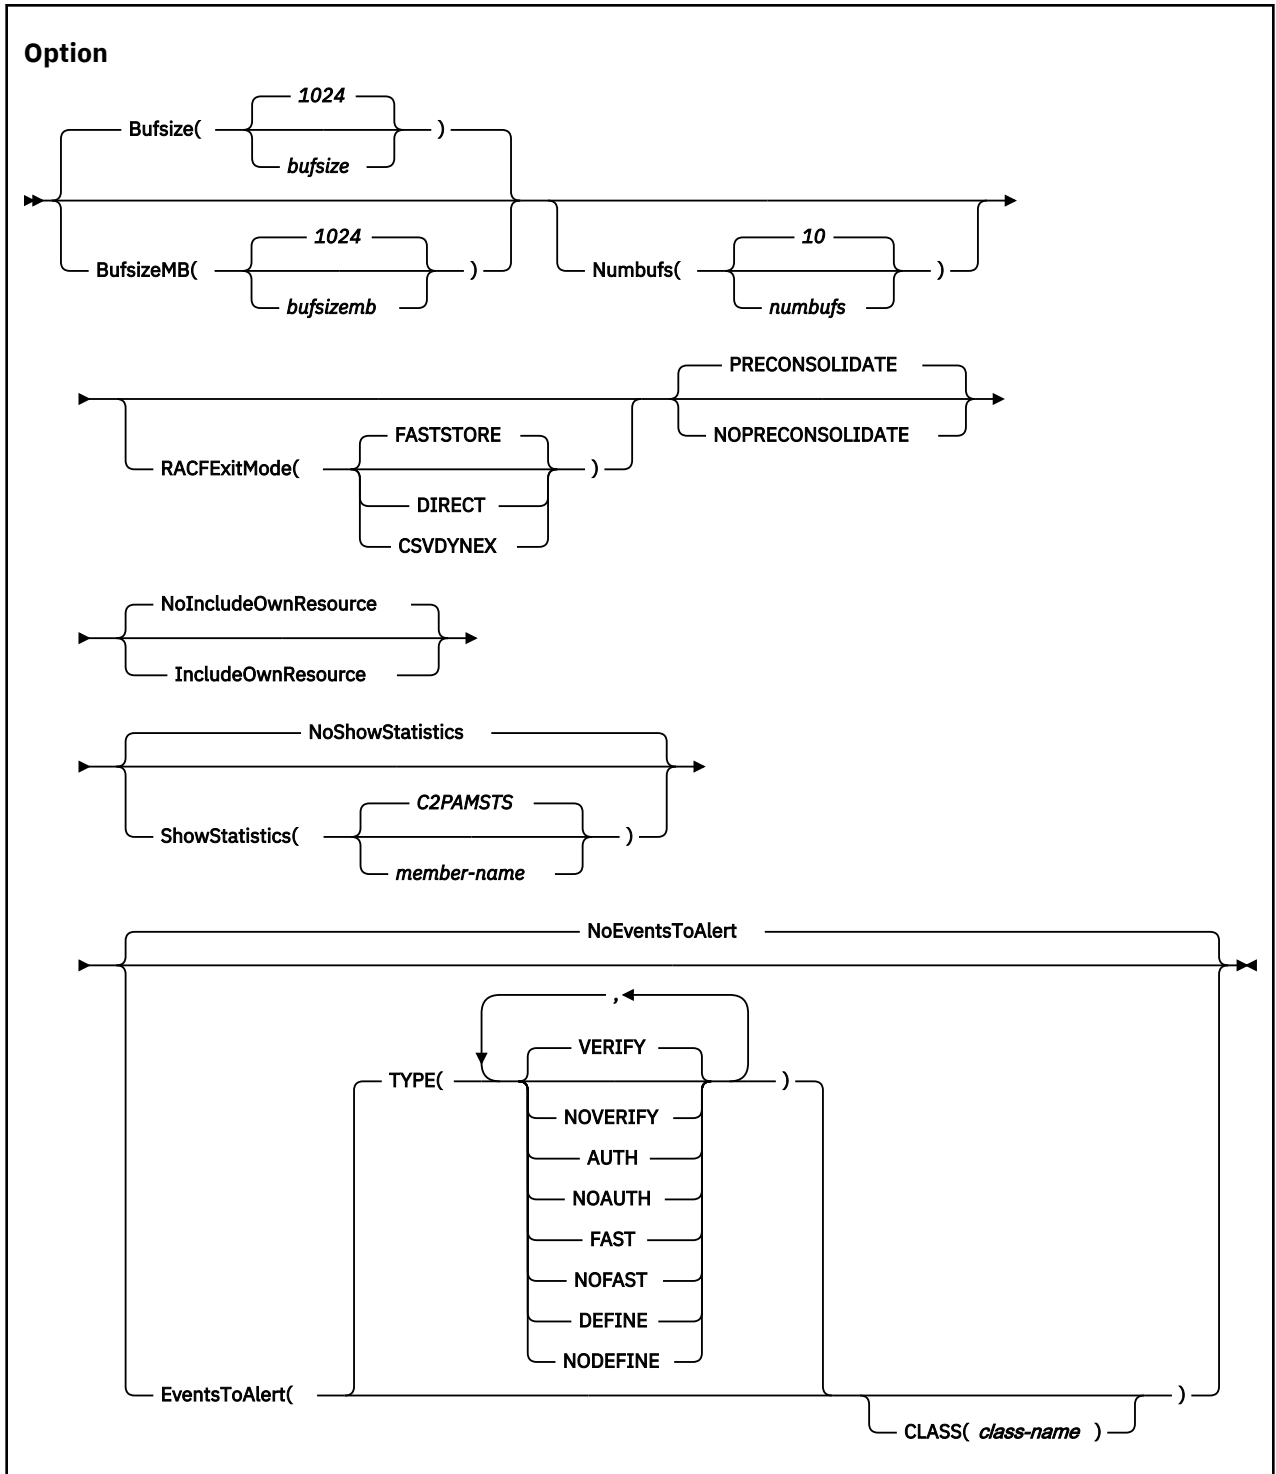 Option
1024
Bufsize( )
bufsize
1024 10
BufsizeMB( ) Numbufs( )
bufsizemb numbufs
PRECONSOLIDATE
FASTSTORE NOPRECONSOLIDATE
RACFExitMode( )
DIRECT
CSVDYNEX
NoIncludeOwnResource
IncludeOwnResource
NoShowStatistics
C2PAMSTS
ShowStatistics( )
member-name
NoEventsToAlert
,
VERIFY
TYPE( )
NOVERIFY
AUTH
NOAUTH
FAST
NOFAST
DEFINE
NODEFINE
EventsToAlert( )
CLASS( class-name )